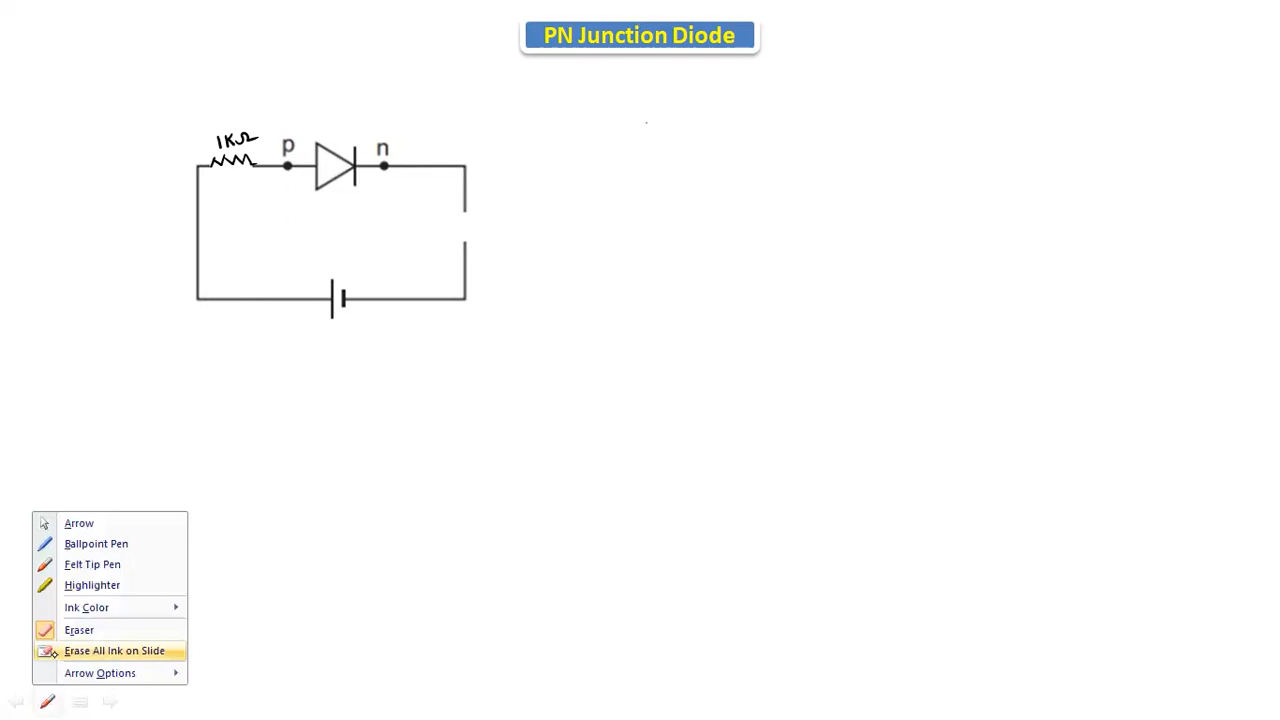 PN Junction Diode
1KΩ
p
n
Arrow
Ballpoint Pen
Felt Tip Pen
Highlighter
Ink Color
Eraser
Erase All Ink on Slide
Arrow Options